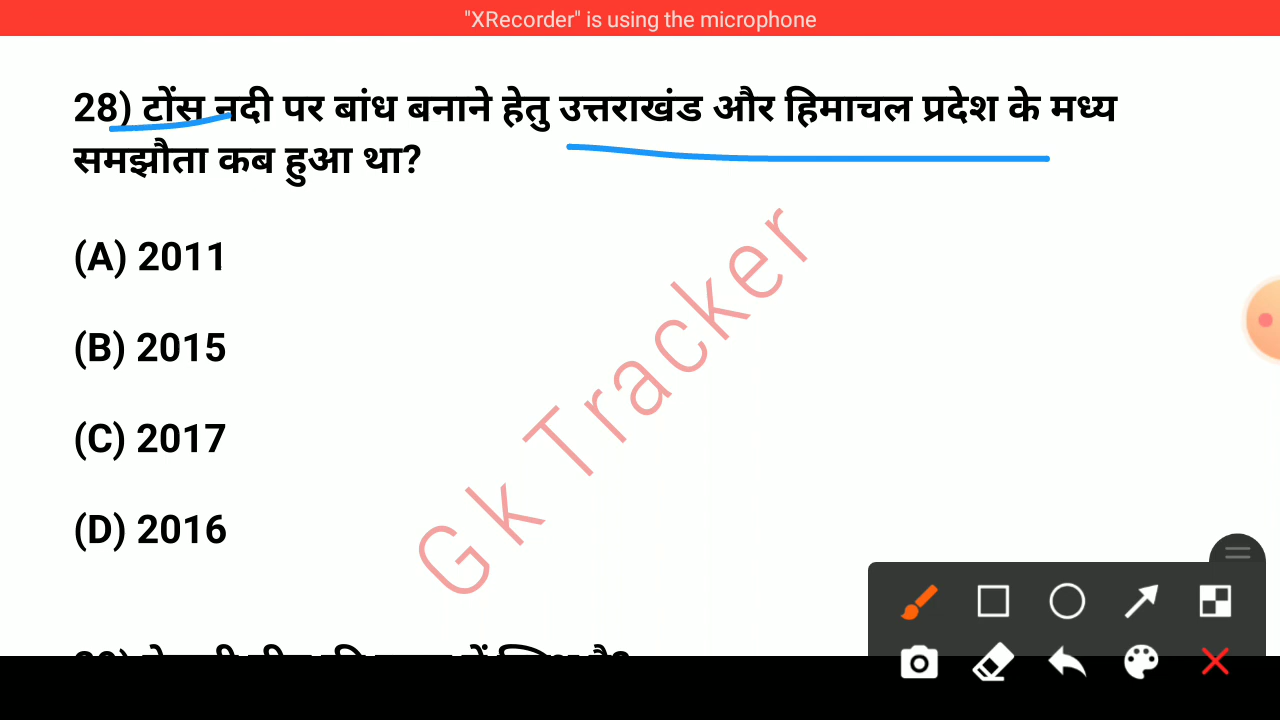 "XRecorder" is using the microphone
28) टोंस नदी पर बांध बनाने हेतु उत्तराखंड और हिमाचल प्रदेश के मध्य
समझौता कब हुआ था?
(A) 2011
(B) 2015
(C) 2017
(D) 2016
Gk Tracker